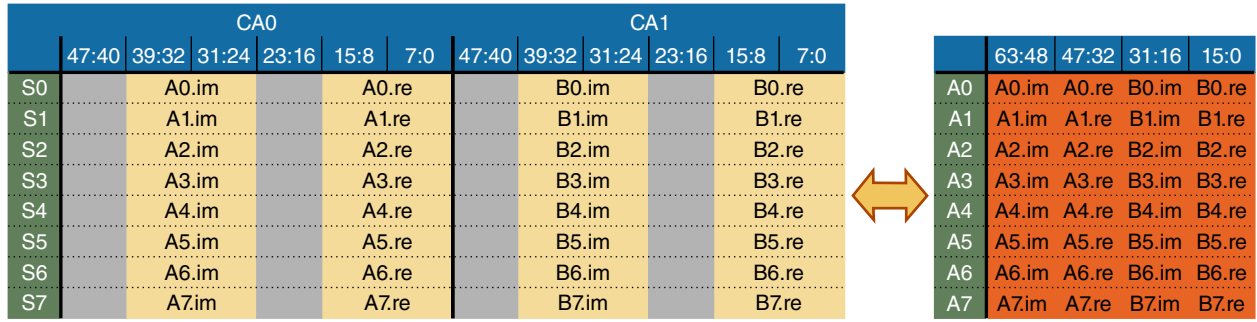 CA0 CA1
47:40 39:32 31:24 23:16 15:8 7:0 47:40 39:32 31:24 23:16 15:8 7:0 63:48 47:32 31:16 15:0
S0 A0.im A0.re B0.im B0.re A0 A0.im A0.re B0.im B0.re
S1 A1.im A1.re B1.im B1.re A1 A1.im A1.re B1.im B1.re
S2 A2.im A2.re B2.im B2.re A2 A2.im A2.re B2.im B2.re
S3 A3.im A3.re B3.im B3.re A3 A3.im A3.re B3.im B3.re
S4 A4.im A4.re B4.im B4.re A4 A4.im A4.re B4.im B4.re
S5 A5.im A5.re B5.im B5.re A5 A5.im A5.re B5.im B5.re
S6 A6.im A6.re B6.im B6.re A6 A6.im A6.re B6.im B6.re
S7 A7.im A7.re B7.im B7.re A7 A7.im A7.re B7.im B7.re